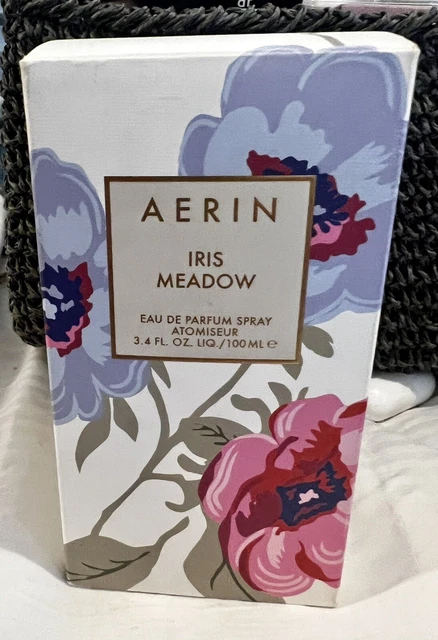 AERIN
IRIS
MEADOW
EAU DE PARFUM SPRAY
ATOMISEUR
3.4 FL. OZ. LIQ./100 ML ℮